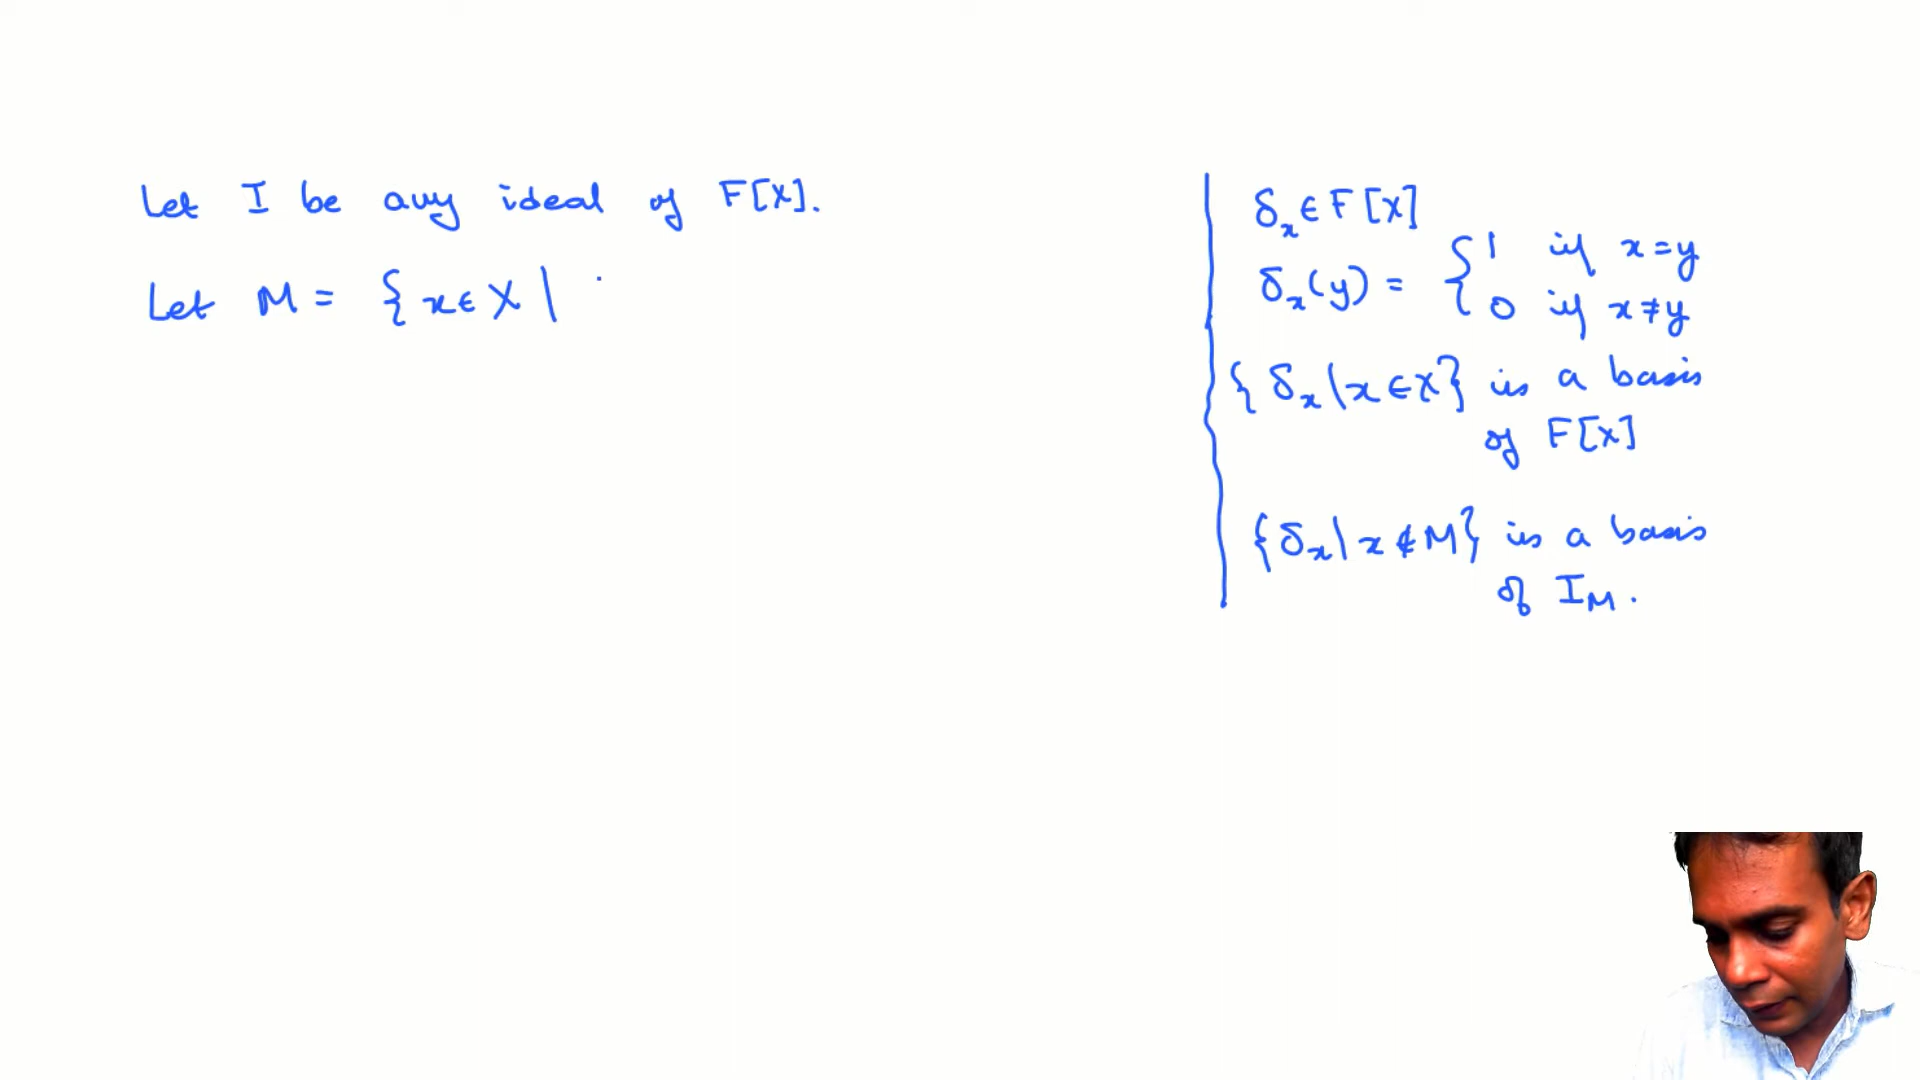 Let I be any ideal of F[X].
Let M = {x ∈ X |
δ_x ∈ F[X]
δ_x(y) = { 1 if x = y
0 if x ≠ y
{δ_x | x ∈ X} is a basis
of F[X]
{δ_x | x ∉ M} is a basis
of I_M.